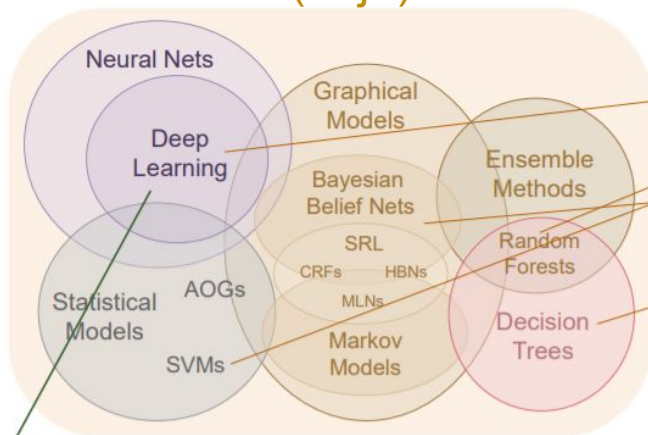 Neural Nets
Deep
Learning
Graphical
Models
Ensemble
Methods
Bayesian
Belief Nets
Random
Forests
SRL
CRFs HBNs
MLNs
Statistical
Models
AOGs
SVMs
Markov
Models
Decision
Trees